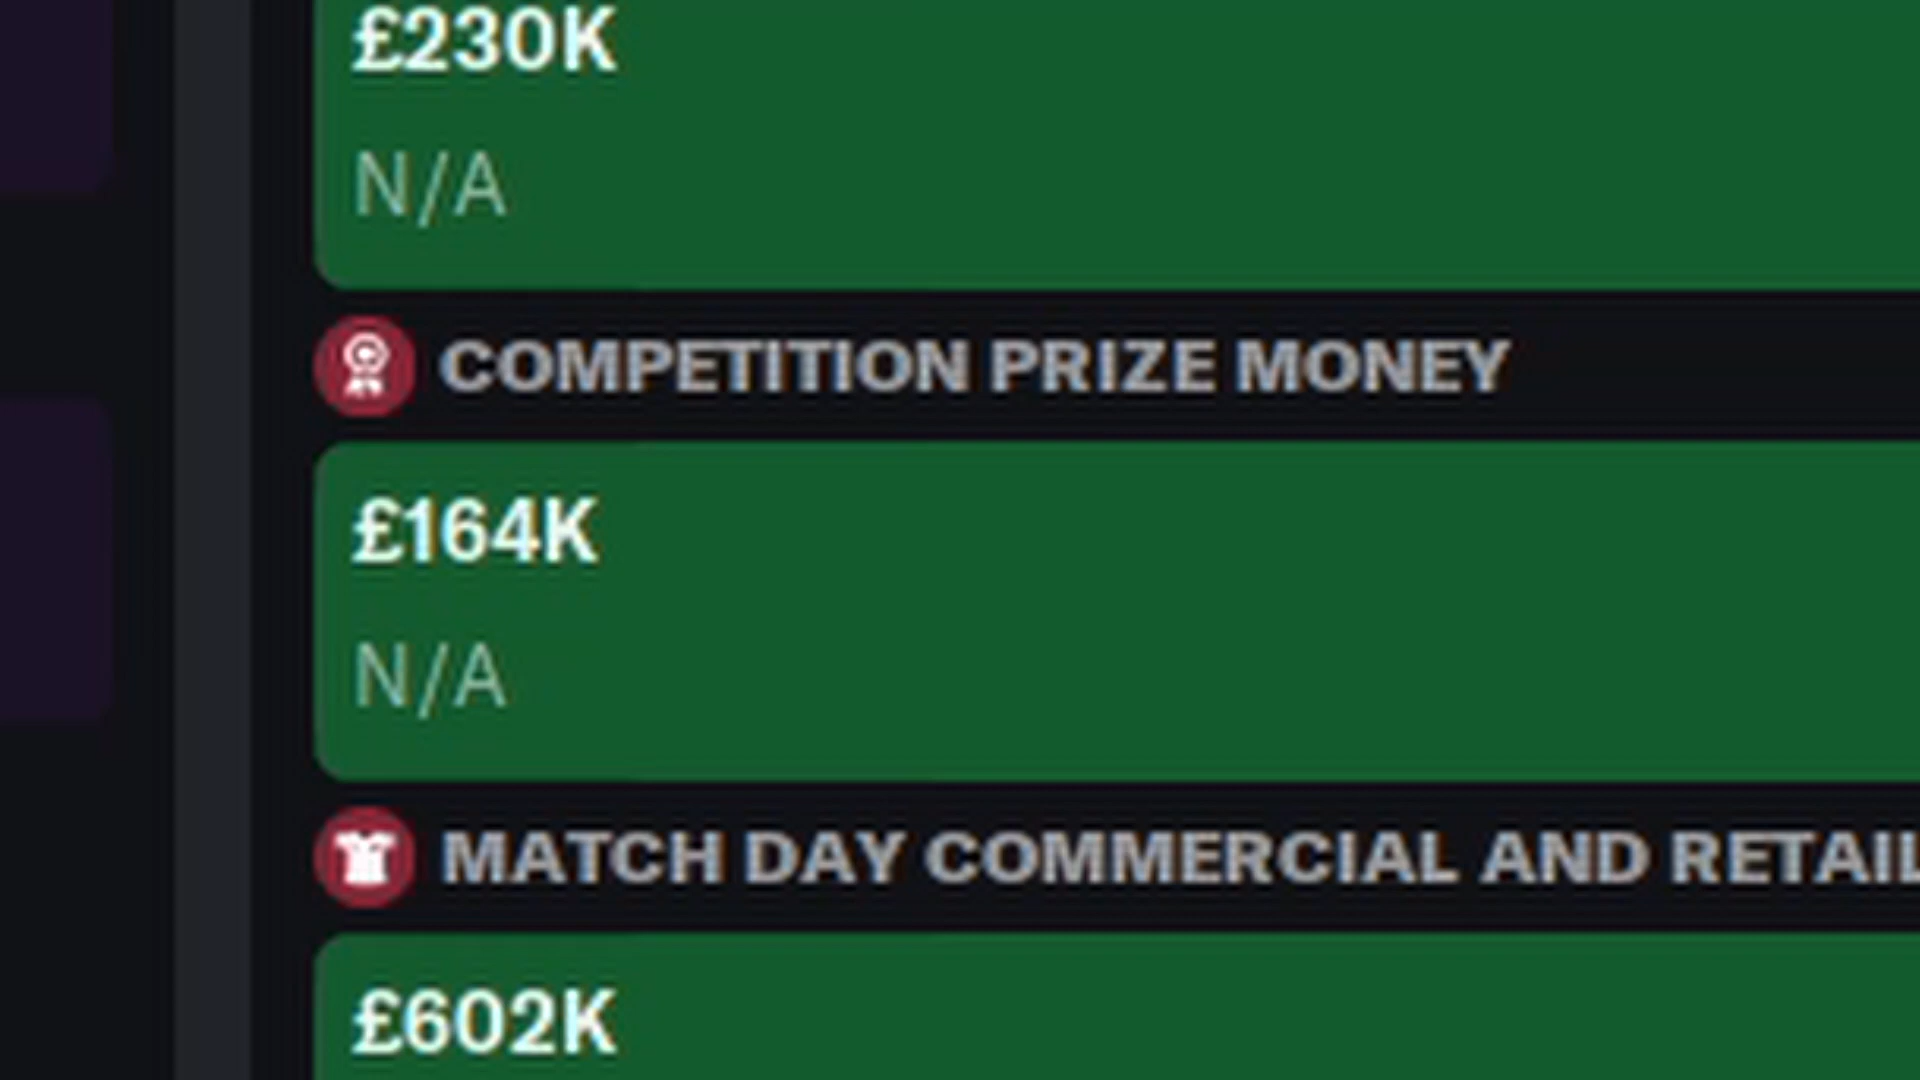 £230K
N/A
COMPETITION PRIZE MONEY
£164K
N/A
MATCH DAY COMMERCIAL AND RETAIL
£602K